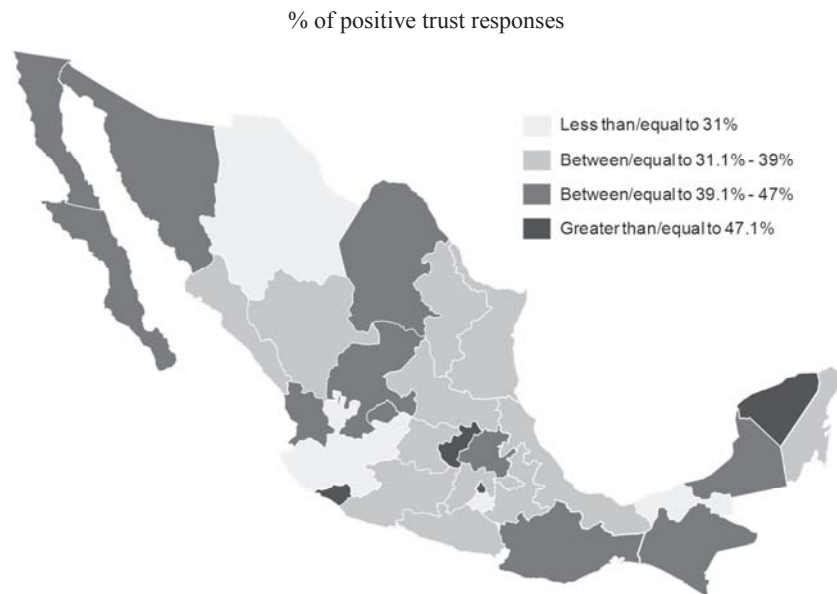 % of positive trust responses
Less than/equal to 31%
Between/equal to 31.1% - 39%
Between/equal to 39.1% - 47%
Greater than/equal to 47.1%